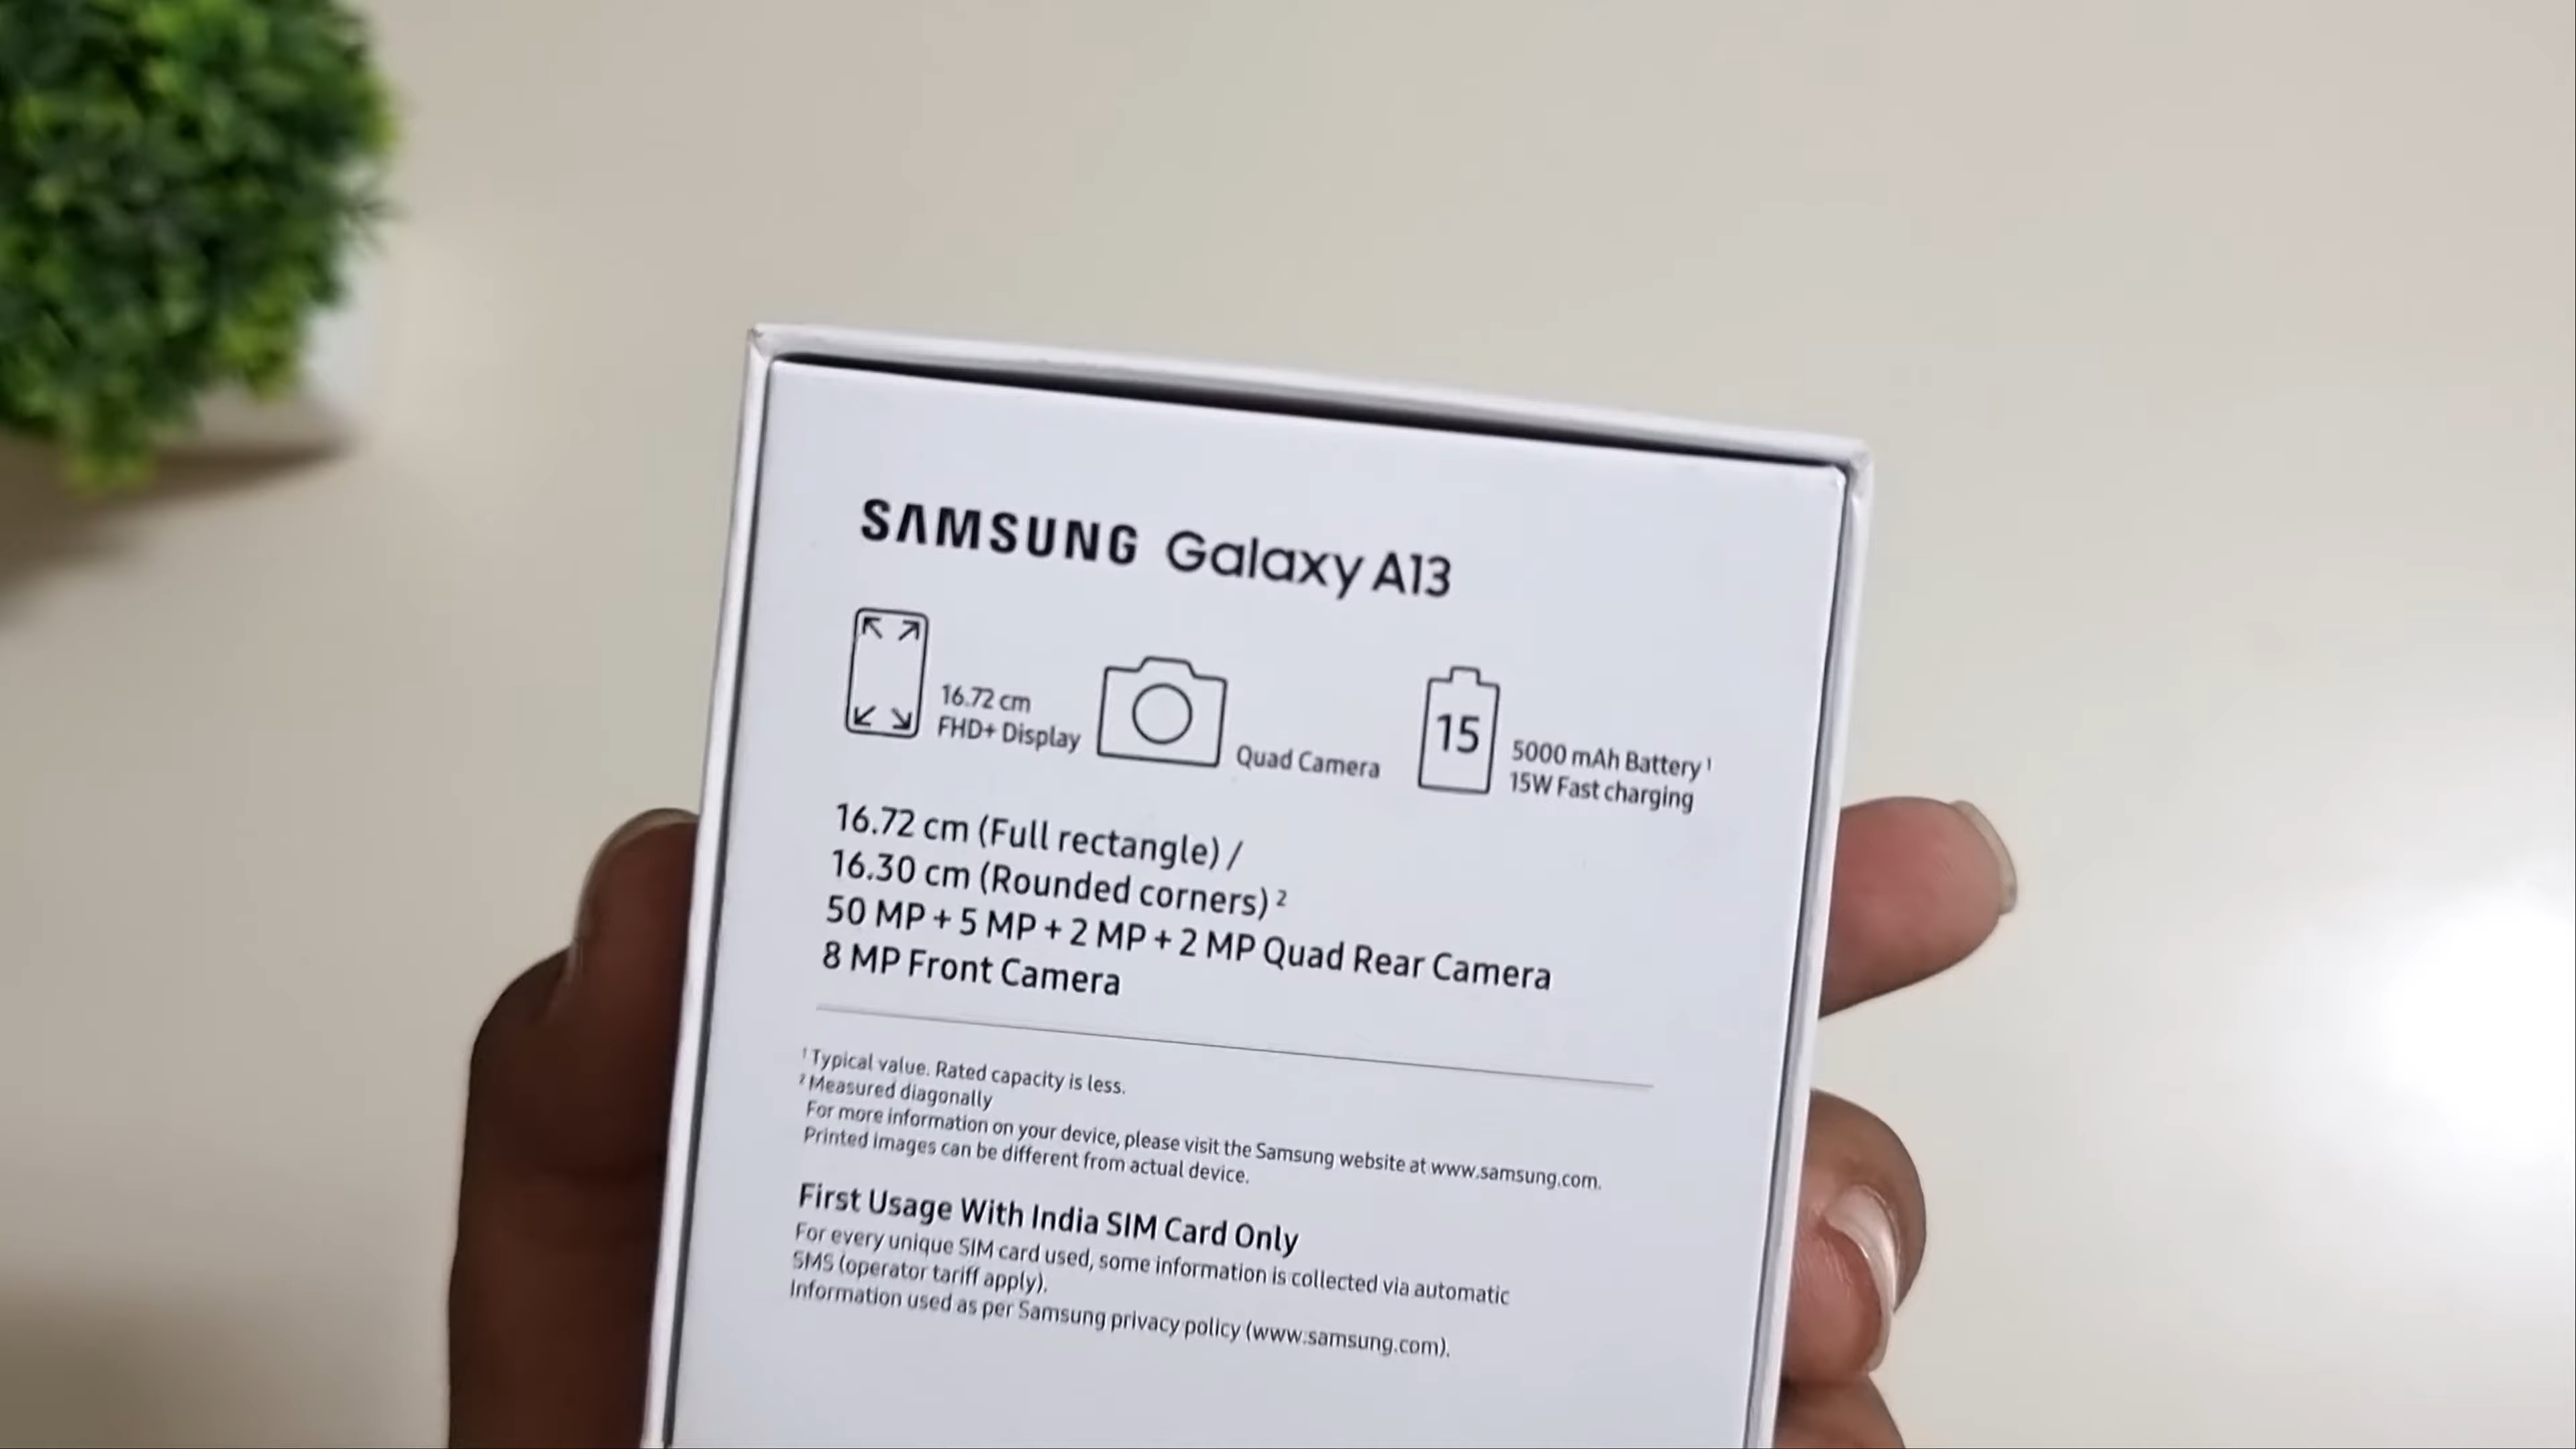 SAMSUNG Galaxy A13
16.72 cm
FHD+ Display
Quad Camera
15
5000 mAh Battery ¹
15W Fast charging
16.72 cm (Full rectangle) /
16.30 cm (Rounded corners) ²
50 MP + 5 MP + 2 MP + 2 MP Quad Rear Camera
8 MP Front Camera
¹ Typical value. Rated capacity is less.
² Measured diagonally
For more information on your device, please visit the Samsung website at www.samsung.com.
Printed images can be different from actual device.
First Usage With India SIM Card Only
For every unique SIM card used, some information is collected via automatic
SMS (operator tariff apply).
Information used as per Samsung privacy policy (www.samsung.com).